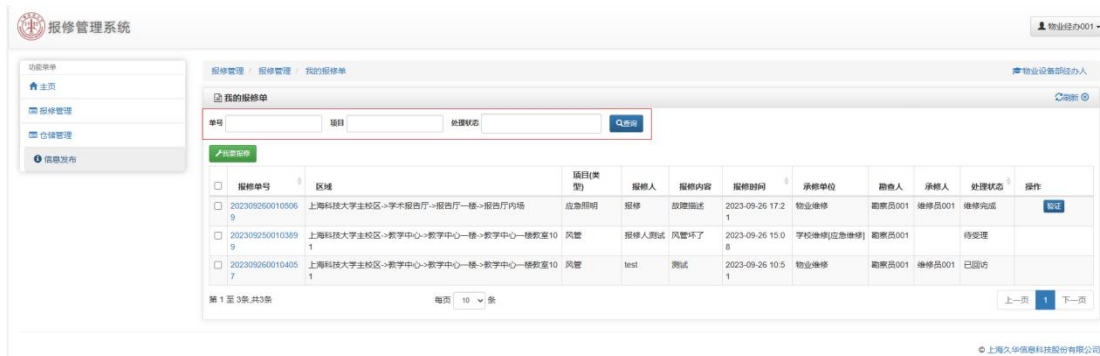 报修管理系统
物业经办001
功能菜单
主页
报修管理
仓储管理
信息发布
报修管理 / 报修管理 / 我的报修单
物业设备部经办人
我的报修单
刷新
单号
项目
处理状态
查询
我要报修
报修单号 区域 项目(类型) 报修人 报修内容 报修时间 承修单位 勘查人 承修人 处理状态 操作
202309260010506
9
上海科技大学主校区->学术报告厅->报告厅一楼->报告厅内场
应急照明 报修 故障描述
2023-09-26 17:2
1
物业维修 勘察员001 维修员001 维修完成 验证
202309250010389
9
上海科技大学主校区->教学中心->教学中心一楼->教学中心一楼教室10
1
风管 报修人测试 风管坏了
2023-09-26 15:0
8
学校维修[应急维修] 勘察员001 待受理
202309260010405
7
上海科技大学主校区->教学中心->教学中心一楼->教学中心一楼教室10
1
风管 test 测试
2023-09-26 10:5
1
物业维修 勘察员001 维修员001 已回访
第 1 至 3条,共3条
每页 10 条
上一页 1 下一页
© 上海久华信息科技股份有限公司